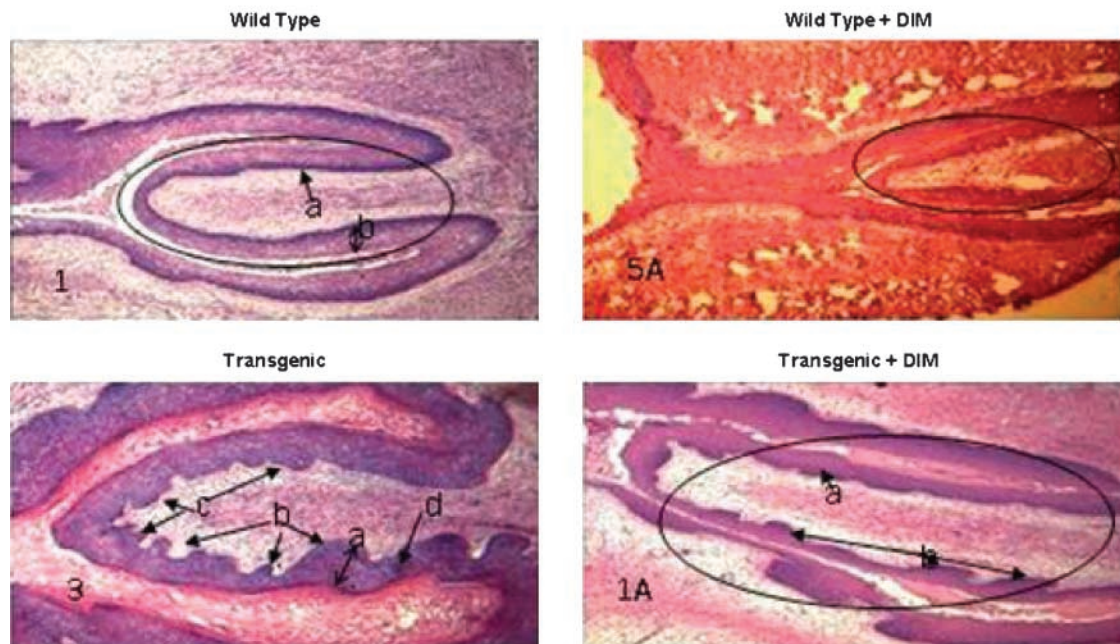 Wild Type
Wild Type + DIM
a
b
1
5A
Transgenic
Transgenic + DIM
c
b
a
d
3
a
b
1A